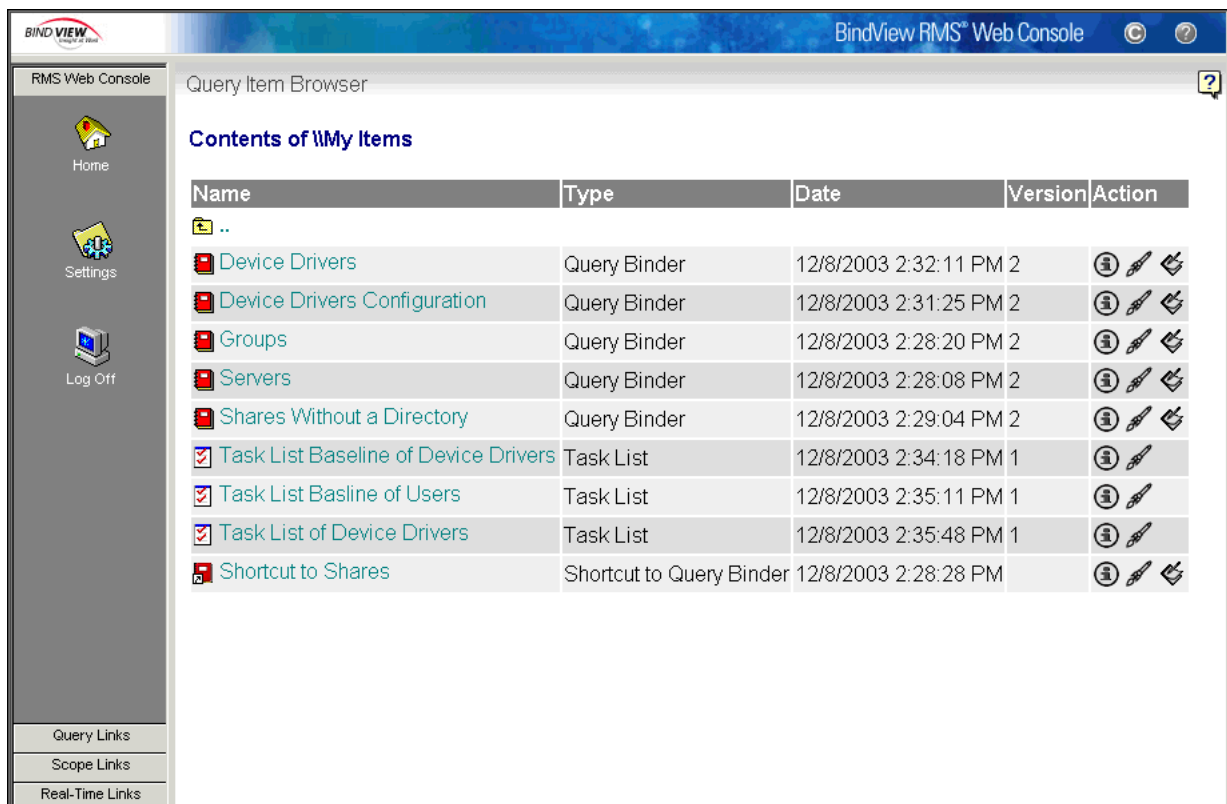 BINDVIEW
Insight at Work
BindView RMS® Web Console
RMS Web Console
Home
Settings
Log Off
Query Links
Scope Links
Real-Time Links
Query Item Browser
Contents of \\My Items
Name Type Date Version Action
..
Device Drivers Query Binder 12/8/2003 2:32:11 PM 2
Device Drivers Configuration Query Binder 12/8/2003 2:31:25 PM 2
Groups Query Binder 12/8/2003 2:28:20 PM 2
Servers Query Binder 12/8/2003 2:28:08 PM 2
Shares Without a Directory Query Binder 12/8/2003 2:29:04 PM 2
Task List Baseline of Device Drivers Task List 12/8/2003 2:34:18 PM 1
Task List Basline of Users Task List 12/8/2003 2:35:11 PM 1
Task List of Device Drivers Task List 12/8/2003 2:35:48 PM 1
Shortcut to Shares Shortcut to Query Binder 12/8/2003 2:28:28 PM